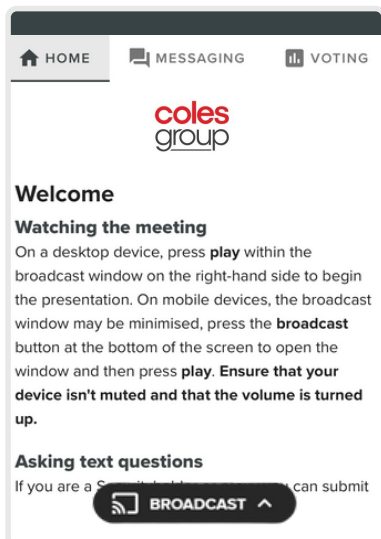 HOME MESSAGING VOTING
coles
group
Welcome
Watching the meeting
On a desktop device, press play within the
broadcast window on the right-hand side to begin
the presentation. On mobile devices, the broadcast
window may be minimised, press the broadcast
button at the bottom of the screen to open the
window and then press play. Ensure that your
device isn't muted and that the volume is turned
up.
Asking text questions
If you are a can submit
BROADCAST